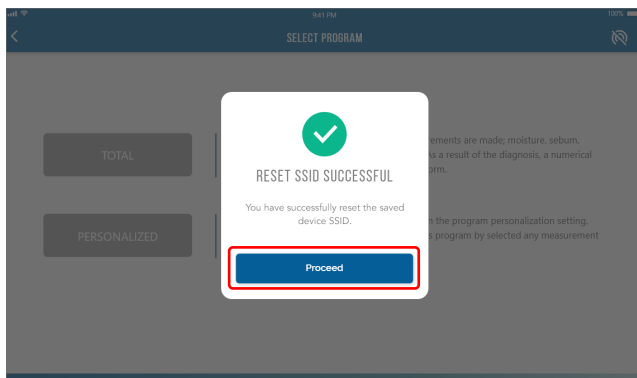 9:41 PM
100%
SELECT PROGRAM
TOTAL
rements are made; moisture, sebum,
As a result of the diagnosis, a numerical
orm.
RESET SSID SUCCESSFUL
You have successfully reset the saved
device SSID.
PERSONALIZED
n the program personalization setting.
s program by selected any measurement
Proceed